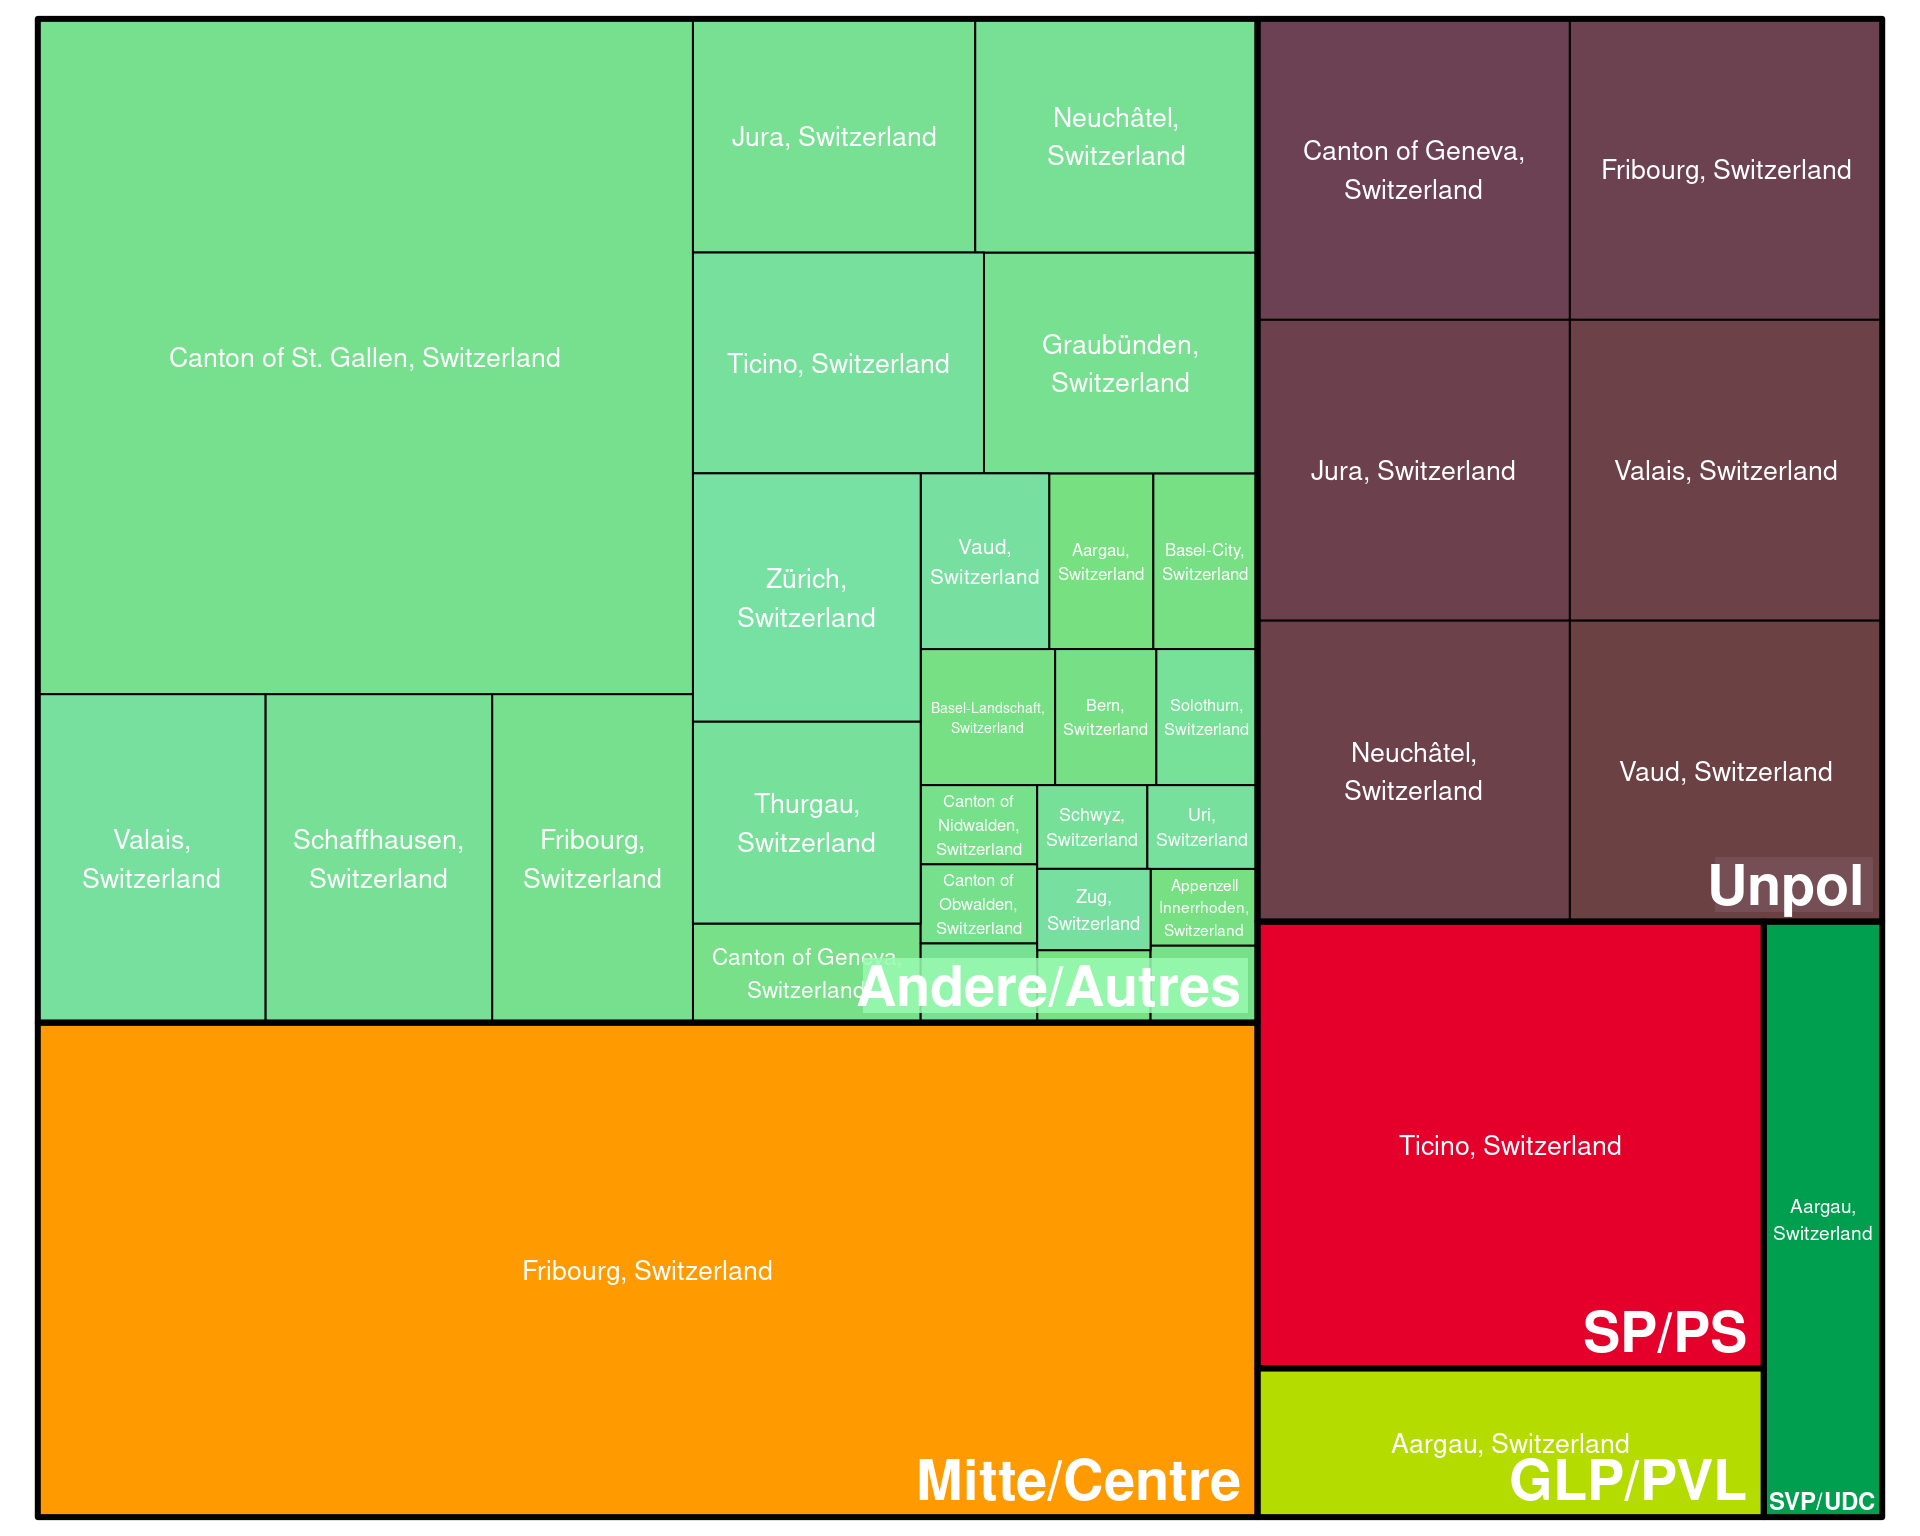 Canton of St. Gallen, Switzerland
Jura, Switzerland
Neuchâtel,
Switzerland
Ticino, Switzerland
Graubünden,
Switzerland
Zürich,
Switzerland
Vaud,
Switzerland
Aargau,
Switzerland
Basel-City,
Switzerland
Basel-Landschaft,
Switzerland
Bern,
Switzerland
Solothurn,
Switzerland
Valais,
Switzerland
Schaffhausen,
Switzerland
Fribourg,
Switzerland
Thurgau,
Switzerland
Canton of
Nidwalden,
Switzerland
Schwyz,
Switzerland
Uri,
Switzerland
Canton of
Obwalden,
Switzerland
Zug,
Switzerland
Appenzell
Innerrhoden,
Switzerland
Canton of Geneva,
Switzerland
Andere/Autres
Canton of Geneva,
Switzerland
Fribourg, Switzerland
Jura, Switzerland
Valais, Switzerland
Neuchâtel,
Switzerland
Vaud, Switzerland
Unpol
Fribourg, Switzerland
Mitte/Centre
Ticino, Switzerland
SP/PS
Aargau, Switzerland
GLP/PVL
Aargau,
Switzerland
SVP/UDC